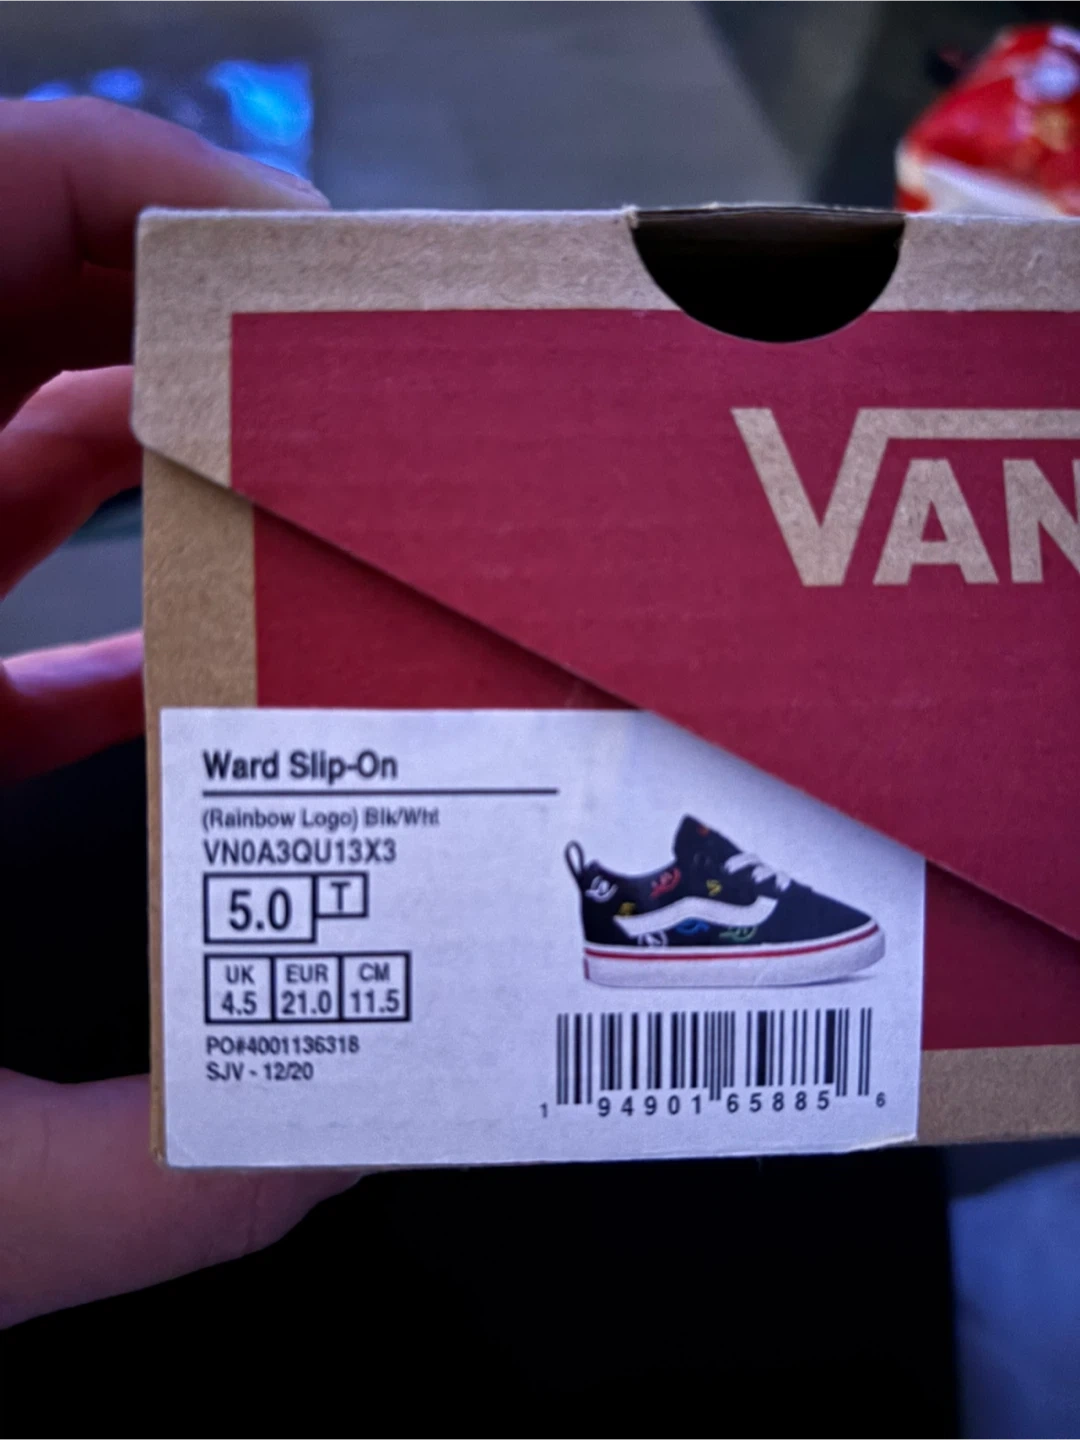 VAN
Ward Slip-On
(Rainbow Logo) Blk/Wht
VN0A3QU13X3
5.0 T
UK EUR CM
4.5 21.0 11.5
PO#4001136318
SJV - 12/20
1 94901 65885 6